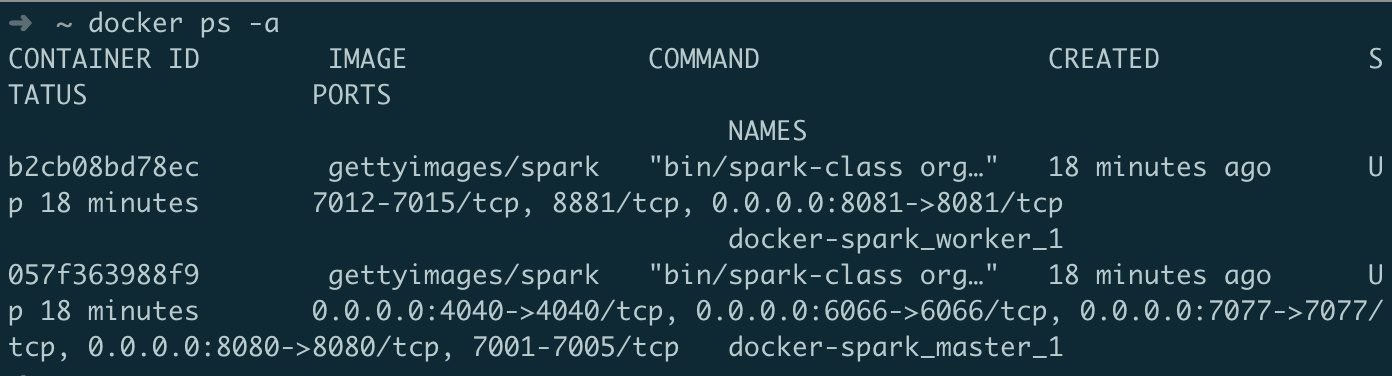 ➜  ~ docker ps -a
CONTAINER ID        IMAGE               COMMAND                  CREATED             S
TATUS              PORTS
                                             NAMES
b2cb08bd78ec        gettyimages/spark   "bin/spark-class org…"   18 minutes ago      U
p 18 minutes       7012-7015/tcp, 8881/tcp, 0.0.0.0:8081->8081/tcp
                                             docker-spark_worker_1
057f363988f9        gettyimages/spark   "bin/spark-class org…"   18 minutes ago      U
p 18 minutes       0.0.0.0:4040->4040/tcp, 0.0.0.0:6066->6066/tcp, 0.0.0.0:7077->7077/
tcp, 0.0.0.0:8080->8080/tcp, 7001-7005/tcp   docker-spark_master_1